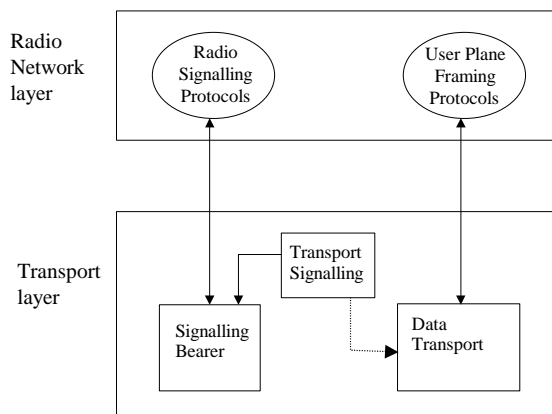 Radio
Network
layer
Radio
Signalling
Protocols
User Plane
Framing
Protocols
Transport
layer
Transport
Signalling
Signalling
Bearer
Data
Transport